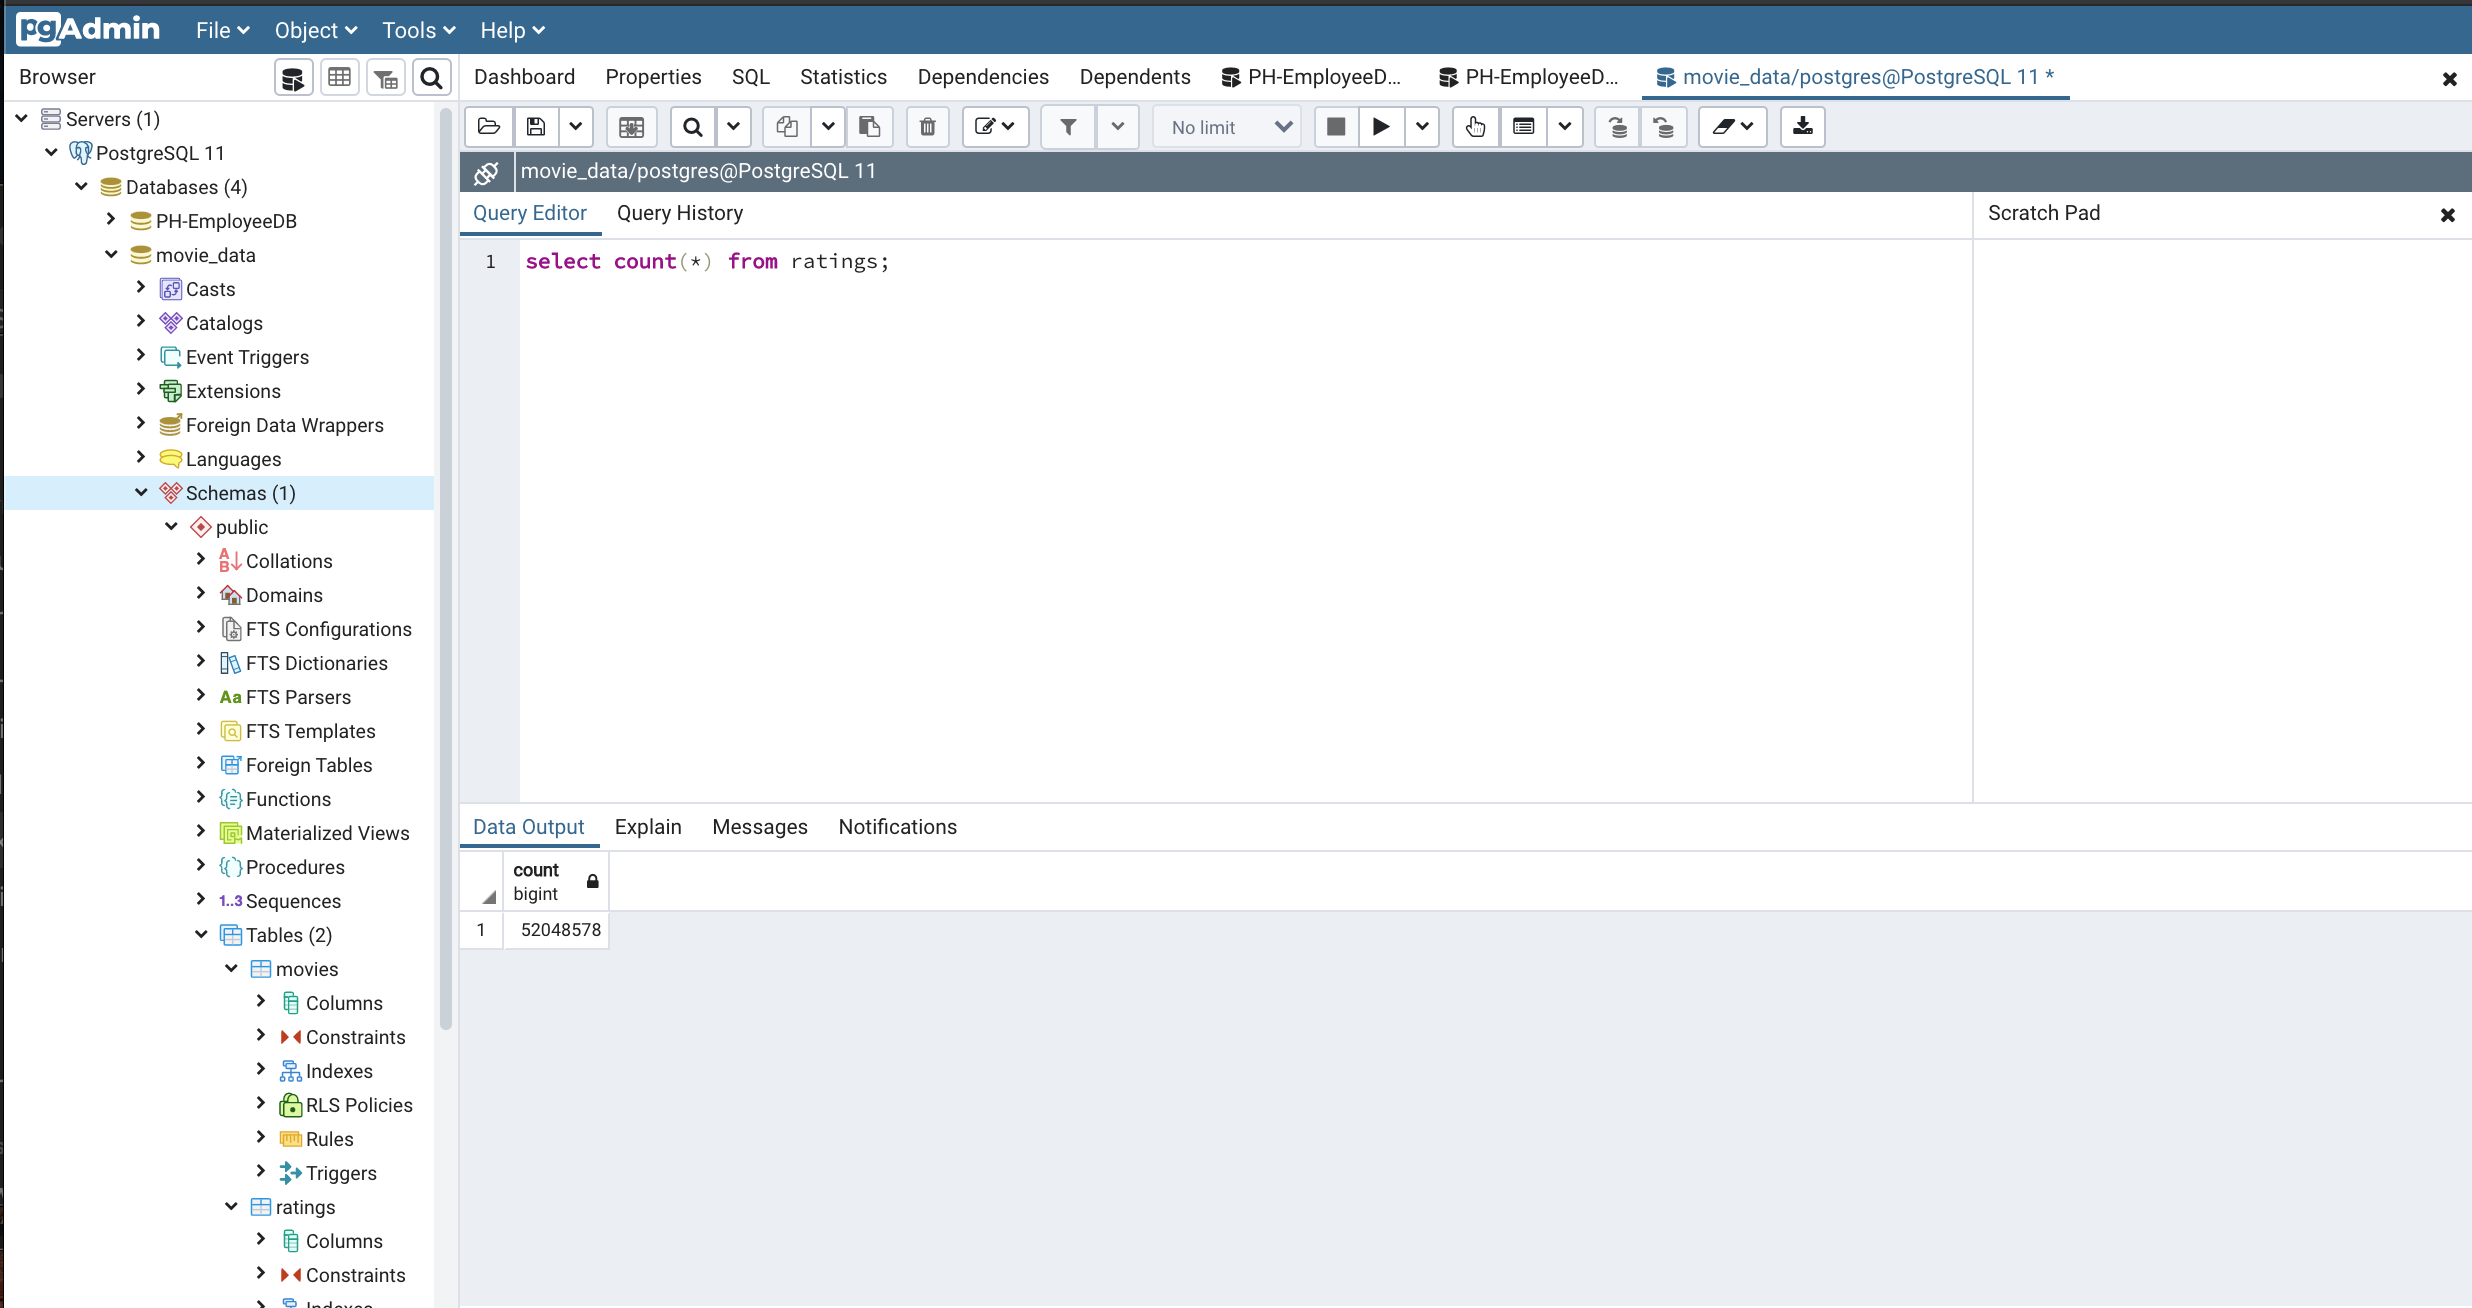 pgAdmin File Object Tools Help
Browser
Dashboard Properties SQL Statistics Dependencies Dependents PH-EmployeeD... PH-EmployeeD... movie_data/postgres@PostgreSQL 11 *
Servers (1)
PostgreSQL 11
Databases (4)
PH-EmployeeDB
movie_data
Casts
Catalogs
Event Triggers
Extensions
Foreign Data Wrappers
Languages
Schemas (1)
public
Collations
Domains
FTS Configurations
FTS Dictionaries
Aa FTS Parsers
FTS Templates
Foreign Tables
Functions
Materialized Views
Procedures
1..3 Sequences
Tables (2)
movies
Columns
Constraints
Indexes
RLS Policies
Rules
Triggers
ratings
Columns
Constraints
Indexes
No limit
movie_data/postgres@PostgreSQL 11
Query Editor Query History
Scratch Pad
1 select count(*) from ratings;
Data Output Explain Messages Notifications
count
bigint
1 52048578